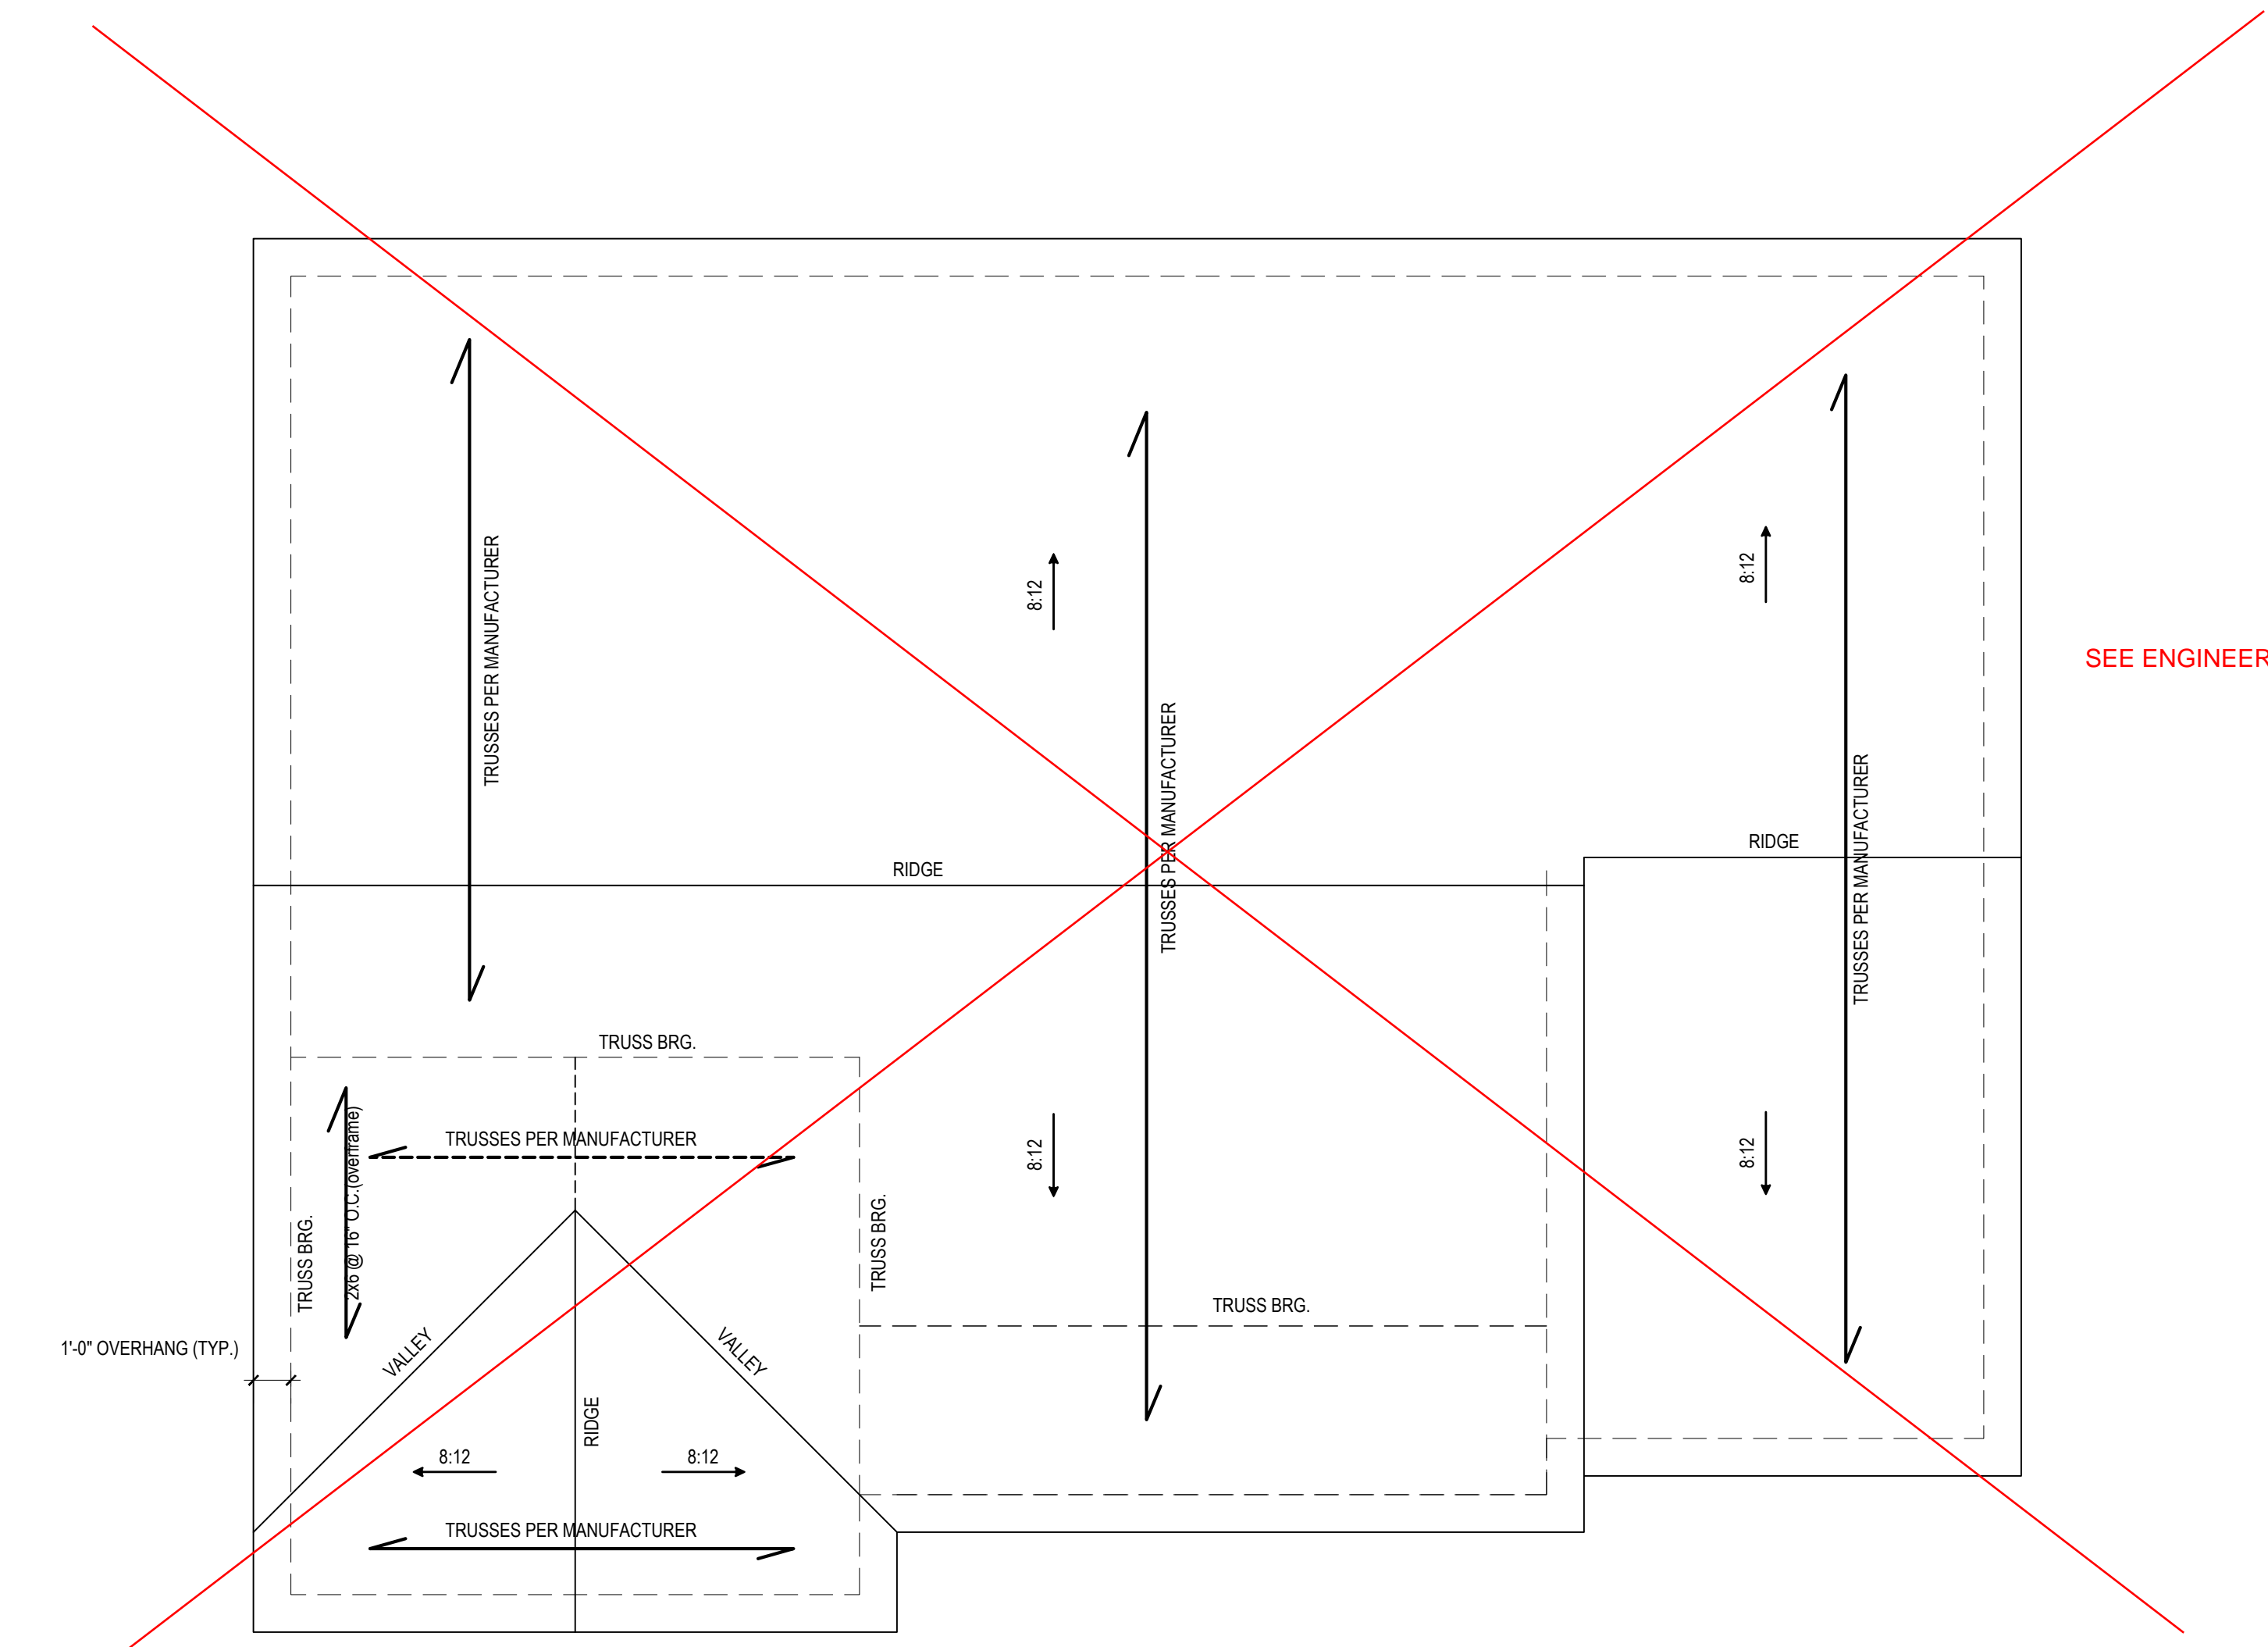 SEE ENGINEER
TRUSSES PER MANUFACTURER
8:12
8:12
TRUSSES PER MANUFACTURER
TRUSSES PER MANUFACTURER
RIDGE
RIDGE
TRUSS BRG.
TRUSSES PER MANUFACTURER
2x6 @ 16" O.C.(overframe)
TRUSS BRG.
TRUSS BRG.
8:12
8:12
TRUSS BRG.
1'-0" OVERHANG (TYP.)
VALLEY
VALLEY
RIDGE
8:12
8:12
TRUSSES PER MANUFACTURER